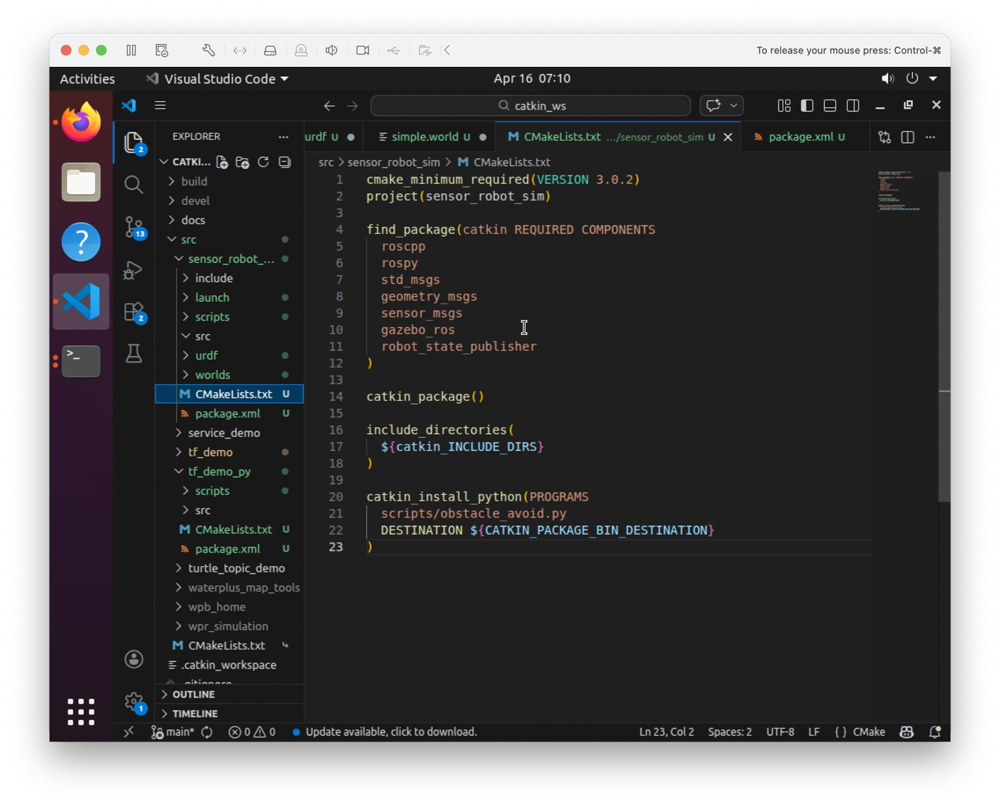 To release your mouse press: Control-⌘
Activities
Visual Studio Code
Apr 16 07:10
catkin_ws
EXPLORER
urdf U
simple.world U
CMakeLists.txt .../sensor_robot_sim U
package.xml U
2
CATKI...
src > sensor_robot_sim > CMakeLists.txt
build
devel
docs
src
sensor_robot_...
include
launch
scripts
src
urdf
worlds
CMakeLists.txt U
package.xml U
service_demo
tf_demo
tf_demo_py
scripts
src
CMakeLists.txt U
package.xml U
turtle_topic_demo
waterplus_map_tools
wpb_home
wpr_simulation
CMakeLists.txt
.catkin_workspace
.gitignore
OUTLINE
TIMELINE
13
2
1
1 cmake_minimum_required(VERSION 3.0.2)
2 project(sensor_robot_sim)
3
4 find_package(catkin REQUIRED COMPONENTS
5 roscpp
6 rospy
7 std_msgs
8 geometry_msgs
9 sensor_msgs
10 gazebo_ros
11 robot_state_publisher
12 )
13
14 catkin_package()
15
16 include_directories(
17 ${catkin_INCLUDE_DIRS}
18 )
19
20 catkin_install_python(PROGRAMS
21 scripts/obstacle_avoid.py
22 DESTINATION ${CATKIN_PACKAGE_BIN_DESTINATION}
23 )
main*
0
0
Update available, click to download.
Ln 23, Col 2
Spaces: 2
UTF-8
LF
{ } CMake